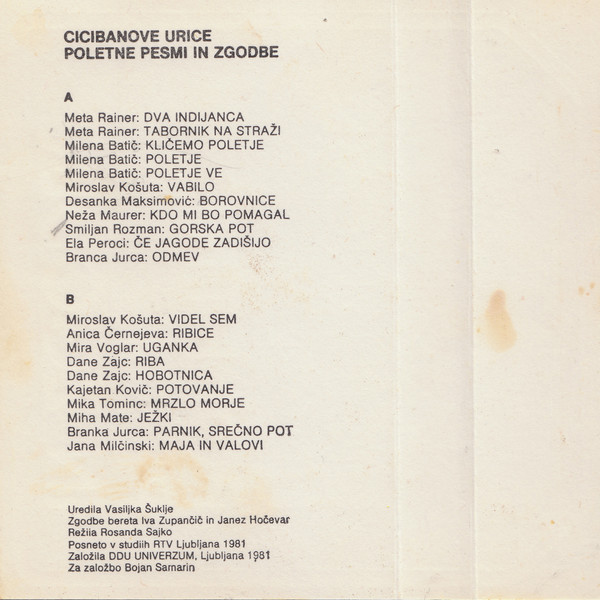 CICIBANOVE URICE
POLETNE PESMI IN ZGODBE
A
Meta Rainer: DVA INDIJANCA
Meta Rainer: TABORNIK NA STRAŽI
Milena Batič: KLIČEMO POLETJE
Milena Batič: POLETJE
Milena Batič: POLETJE VE
Miroslav Košuta: VABILO
Desanka Maksimović: BOROVNICE
Neža Maurer: KDO MI BO POMAGAL
Smiljan Rozman: GORSKA POT
Ela Peroci: ČE JAGODE ZADIŠIJO
Branca Jurca: ODMEV
B
Miroslav Košuta: VIDEL SEM
Anica Černejeva: RIBICE
Mira Voglar: UGANKA
Dane Zajc: RIBA
Dane Zajc: HOBOTNICA
Kajetan Kovič: POTOVANJE
Mika Tominc: MRZLO MORJE
Miha Mate: JEŽKI
Branka Jurca: PARNIK, SREČNO POT
Jana Milčinski: MAJA IN VALOVI
Uredila Vasiljka Šuklje
Zgodbe bereta Iva Zupančič in Janez Hočevar
Režija Rosanda Sajko
Posneto v studiih RTV Ljubljana 1981
Založila DDU UNIVERZUM, Ljubljana 1981
Za založbo Bojan Samarin